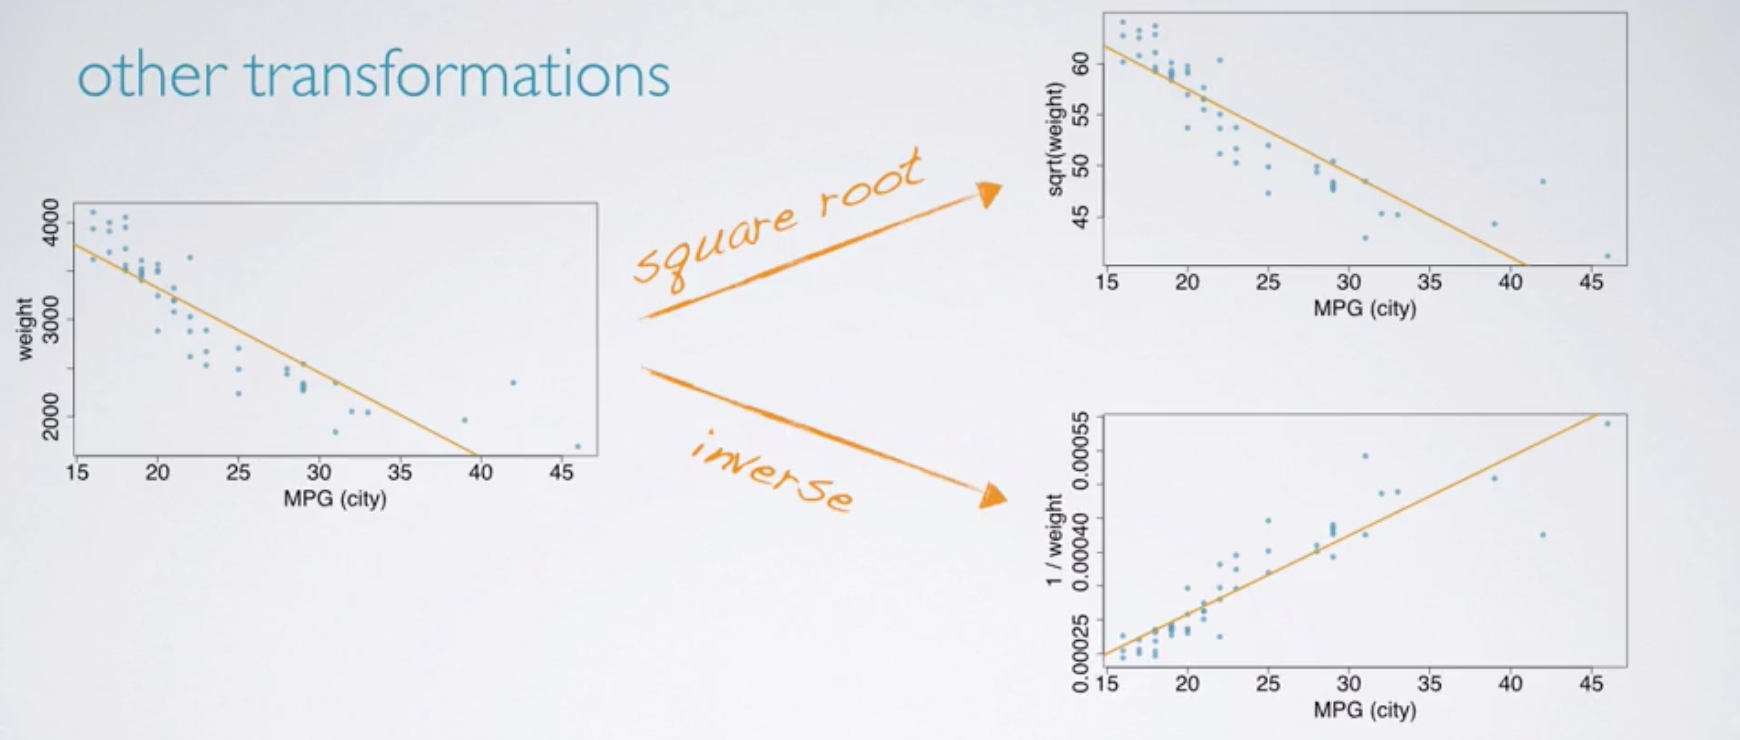 other transformations
4000
3000
2000
weight
15 20 25 30 35 40 45
MPG (city)
square root
inverse
60
55
50
45
sqrt(weight)
15 20 25 30 35 40 45
MPG (city)
0.00055
0.00040
0.00025
1 / weight
15 20 25 30 35 40 45
MPG (city)